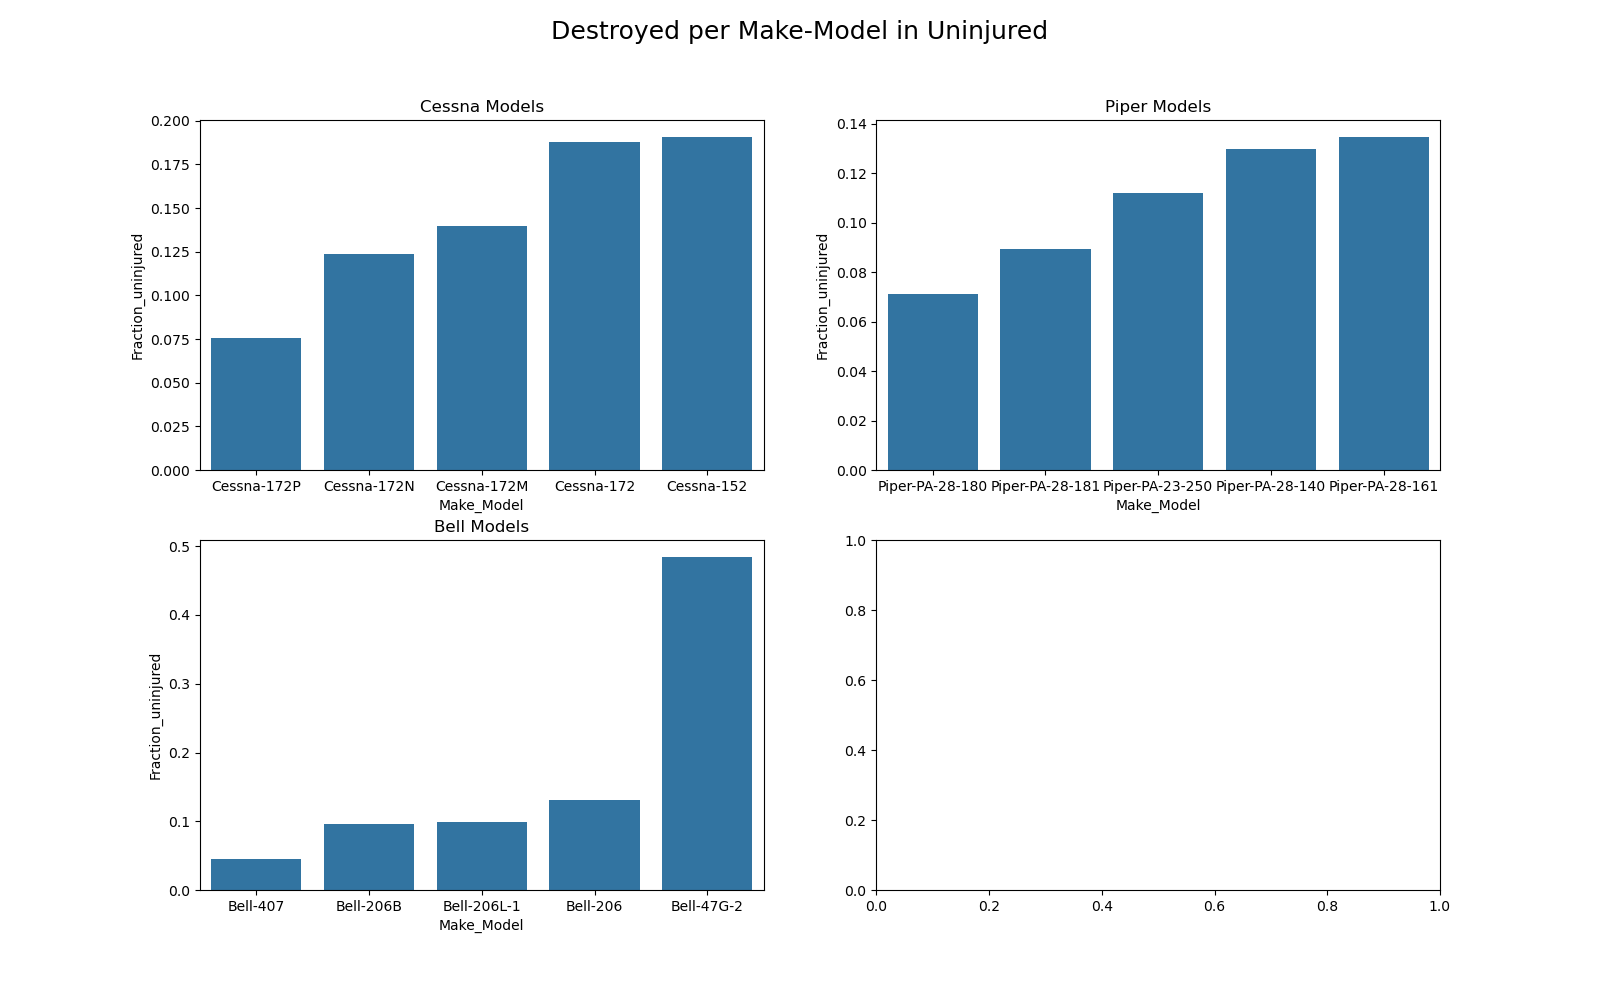 Destroyed per Make-Model in Uninjured
Cessna Models
0.200
0.175
0.150
0.125
0.100
0.075
0.050
0.025
0.000
Fraction_uninjured
Cessna-172P Cessna-172N Cessna-172M Cessna-172 Cessna-152
Make_Model
Piper Models
0.14
0.12
0.10
0.08
0.06
0.04
0.02
0.00
Fraction_uninjured
Piper-PA-28-180 Piper-PA-28-181 Piper-PA-23-250 Piper-PA-28-140 Piper-PA-28-161
Make_Model
Bell Models
0.5
0.4
0.3
0.2
0.1
0.0
Fraction_uninjured
Bell-407 Bell-206B Bell-206L-1 Bell-206 Bell-47G-2
Make_Model
1.0
0.8
0.6
0.4
0.2
0.0
0.0 0.2 0.4 0.6 0.8 1.0